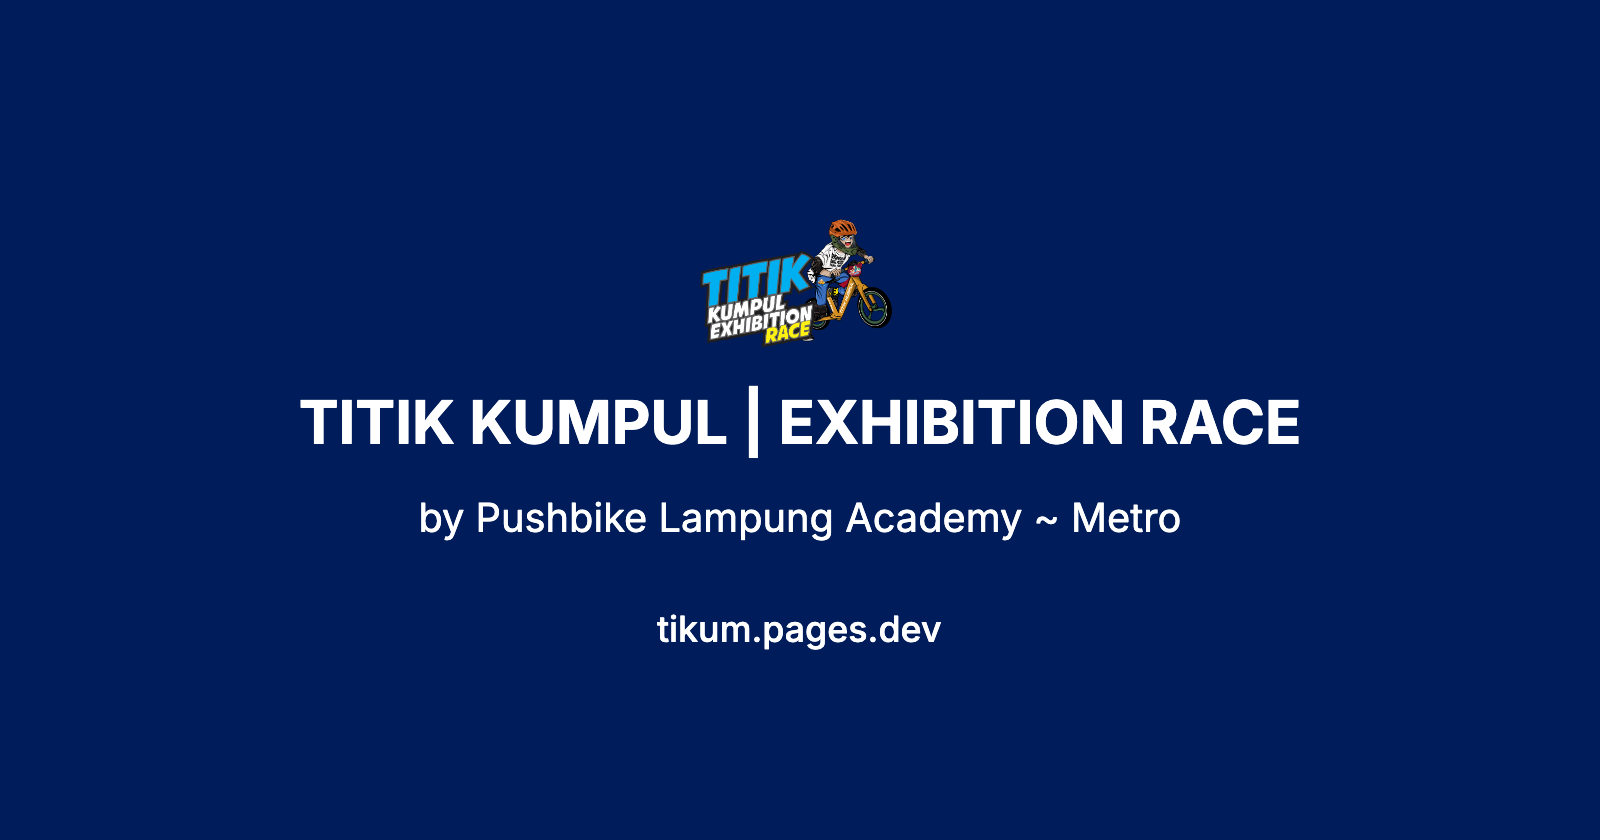 TITIK
KUMPUL
EXHIBITION
RACE
TITIK KUMPUL | EXHIBITION RACE
by Pushbike Lampung Academy ~ Metro
tikum.pages.dev